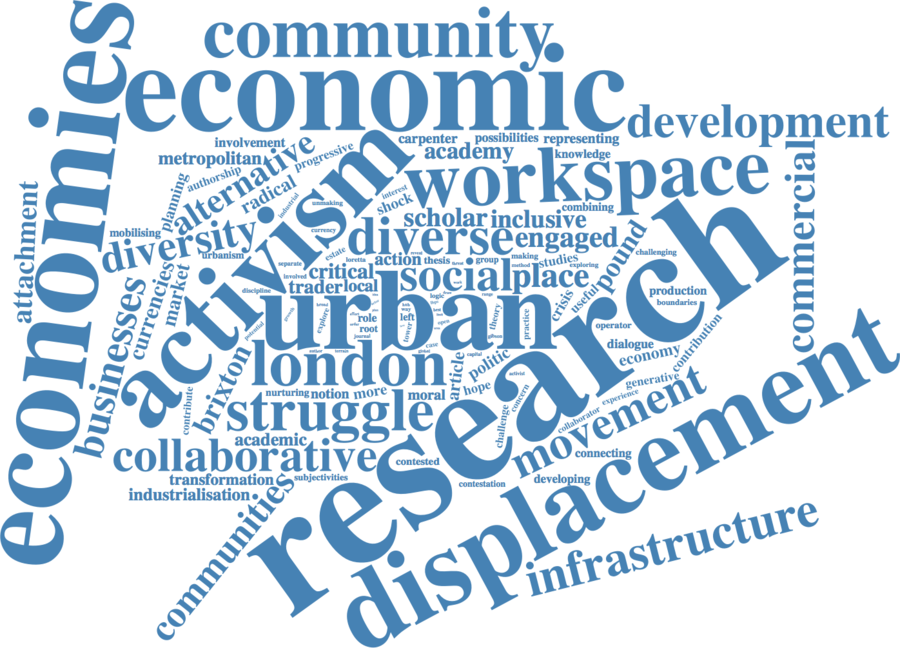 community
economies
economic
development
involvement
carpenter
possibilities
representing
metropolitan
alternative
progressive
academy
knowledge
commercial
authorship
radical
activism
workspace
planning
industrial
interest
shock
unmaking
combining
attachment
mobilising
diversity
currency
scholar
inclusive
urbanism
diverse
engaged
pound
estate
separate
loretta
action
thesis
group
making
studies
challenging
market
currencies
involved
critical
social
place
method
exploring
trader
local
discipline
urban
logic
crisis
useful
production
boundaries
businesses
explore
role
root
journal
way
left
tower
theory
practice
operator
potential
contribution
dialogue
economy
brixton
london
article
politic
capital
global
research
nurturing
notion
more
moral
hope
activist
concern
generative
experience
contribute
struggle
challenge
collaborator
movement
displacement
academic
collaborative
contested
connecting
transformation
subjectivities
contestation
developing
industrialisation
communities
infrastructure